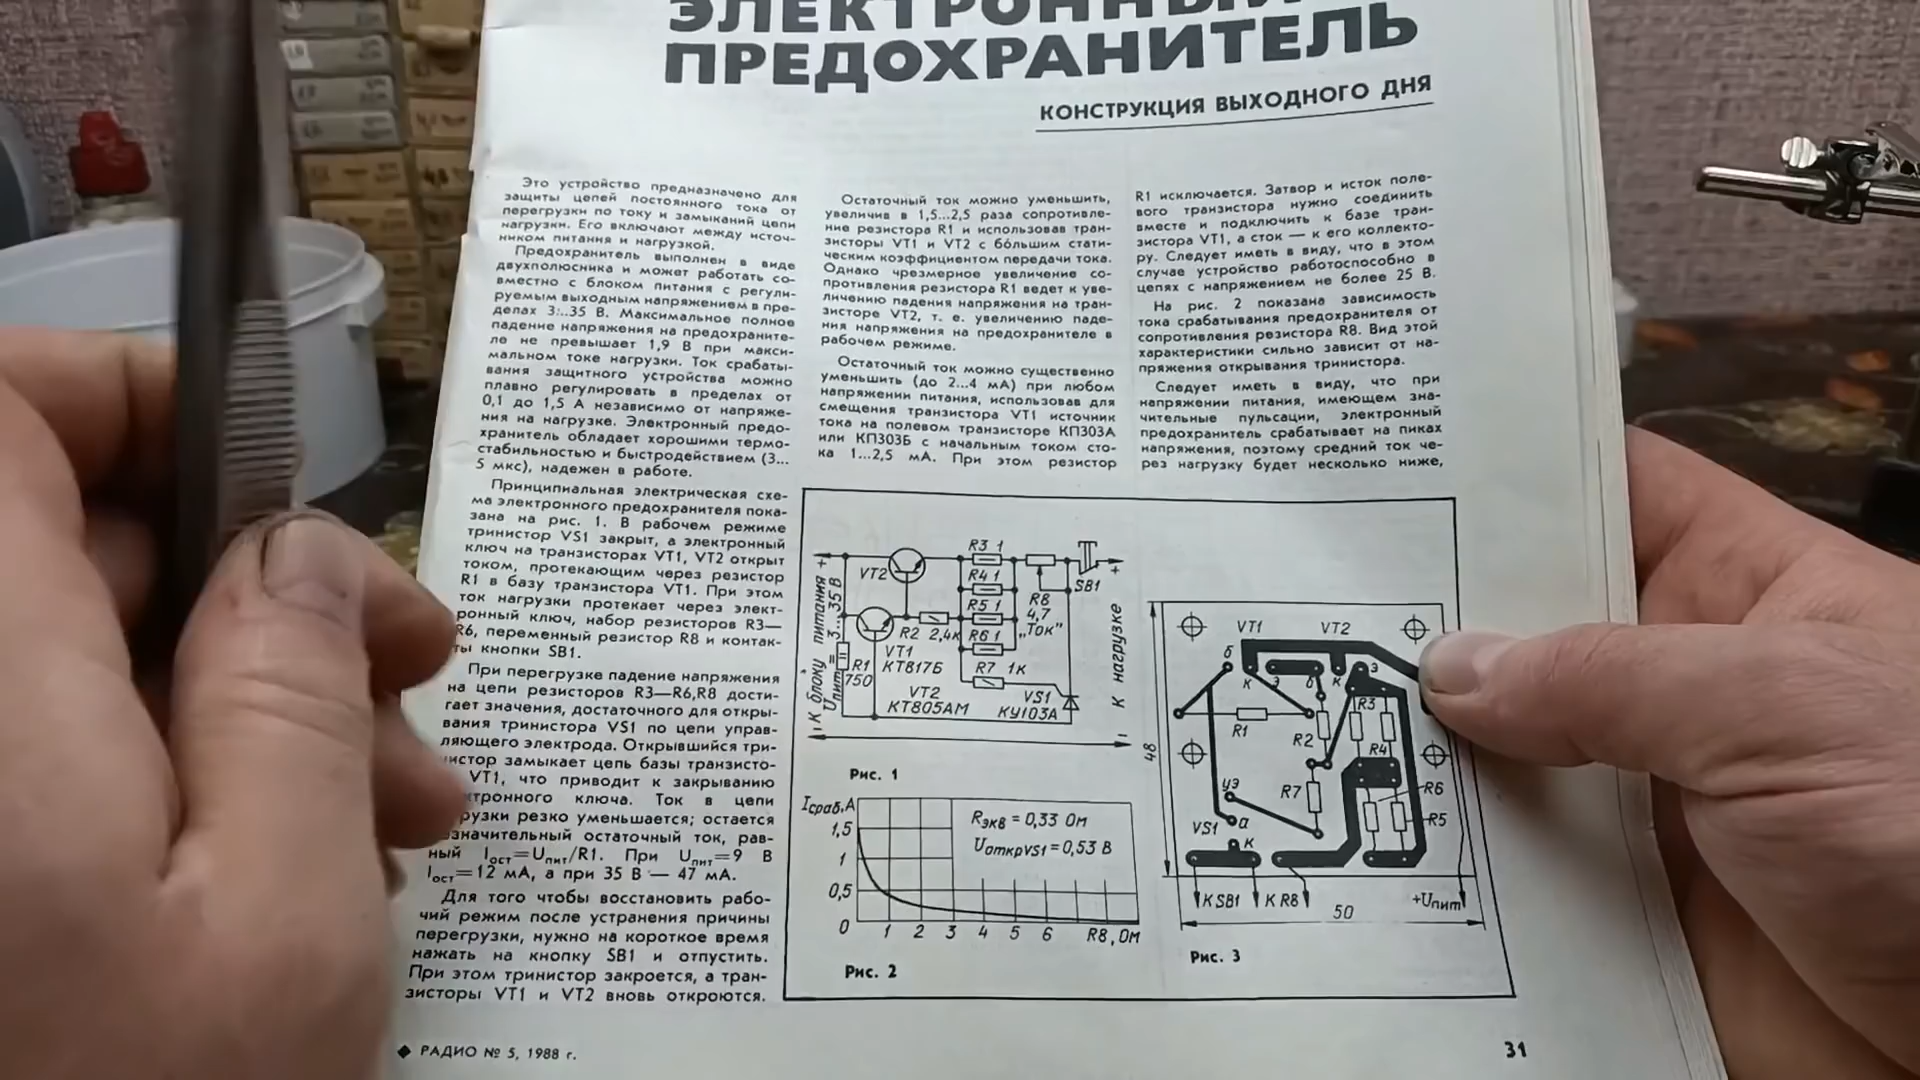 ЭЛЕКТРОННЫЙ
ПРЕДОХРАНИТЕЛЬ
КОНСТРУКЦИЯ ВЫХОДНОГО ДНЯ
Это устройство предназначено для
защиты цепей постоянного тока от
перегрузки по току и замыканий цепи
нагрузки. Его включают между источ-
ником питания и нагрузкой.
Предохранитель выполнен в виде
двухполюсника и может работать со-
вместно с блоком питания с регули-
руемым выходным напряжением в пре-
делах 3...35 В. Максимальное полное
падение напряжения на предохраните-
ле не превышает 1,9 В при макси-
мальном токе нагрузки. Ток срабаты-
вания защитного устройства можно
плавно регулировать в пределах от
0,1 до 1,5 А независимо от напряже-
ния на нагрузке. Электронный предо-
хранитель обладает хорошими термо-
стабильностью и быстродействием (3...
5 мкс), надежен в работе.
Принципиальная электрическая схе-
ма электронного предохранителя пока-
зана на рис. 1. В рабочем режиме
тринистор VS1 закрыт, а электронный
ключ на транзисторах VT1, VT2 открыт
током, протекающим через резистор
R1 в базу транзистора VT1. При этом
ток нагрузки протекает через элект-
ронный ключ, набор резисторов R3—
R6, переменный резистор R8 и контак-
ты кнопки SB1.
При перегрузке падение напряжения
на цепи резисторов R3—R6,R8 дости-
гает значения, достаточного для откры-
вания тринистора VS1 по цепи управ-
ляющего электрода. Открывшийся три-
нистор замыкает цепь базы транзисто-
VT1, что приводит к закрыванию
ктронного ключа. Ток в цепи
рузки резко уменьшается; остается
значительный остаточный ток, рав-
ный Iост=Uпит/R1. При Uпит=9 В
Iост=12 мА, а при 35 В — 47 мА.
Для того чтобы восстановить рабо-
чий режим после устранения причины
перегрузки, нужно на короткое время
нажать на кнопку SB1 и отпустить.
При этом тринистор закроется, а тран-
зисторы VT1 и VT2 вновь откроются.
Остаточный ток можно уменьшить,
увеличив в 1,5...2,5 раза сопротивле-
ние резистора R1 и использовав тран-
зисторы VT1 и VT2 с бо́льшим стати-
ческим коэффициентом передачи тока.
Однако чрезмерное увеличение со-
противления резистора R1 ведет к уве-
личению падения напряжения на тран-
зисторе VT2, т. е. увеличению паде-
ния напряжения на предохранителе в
рабочем режиме.
Остаточный ток можно существенно
уменьшить (до 2...4 мА) при любом
напряжении питания, использовав для
смещения транзистора VT1 источник
тока на полевом транзисторе КП303А
или КП303Б с начальным током сто-
ка 1...2,5 мА. При этом резистор
R1 исключается. Затвор и исток поле-
вого транзистора нужно соединить
вместе и подключить к базе тран-
зистора VT1, а сток — к его коллекто-
ру. Следует иметь в виду, что в этом
случае устройство работоспособно в
цепях с напряжением не более 25 В.
На рис. 2 показана зависимость
тока срабатывания предохранителя от
сопротивления резистора R8. Вид этой
характеристики сильно зависит от на-
пряжения открывания тринистора.
Следует иметь в виду, что при
напряжении питания, имеющем зна-
чительные пульсации, электронный
предохранитель срабатывает на пиках
напряжения, поэтому средний ток че-
рез нагрузку будет несколько ниже,
К блоку питания
Uпит= 3...35 В
+
−
VT2
R3 1
R4 1
R5 1
R6 1
R2 2,4к
R7 1к
R8
4,7
„Ток"
SB1
+
R1
750
VT1
КТ817Б
VT2
КТ805АМ
VS1
КУ103А
К нагрузке
−
Рис. 1
Iсраб,А
1,5
1
0,5
0
1 2 3 4 5 6 R8, Ом
Rэкв = 0,33 Ом
UоткрVS1 = 0,53 В
Рис. 2
VT1 VT2
б
к э б к э
R1
R2
R3
R4
R7
R6
R5
уэ
VS1 а
к
К SB1 К R8 +Uпит
48
50
Рис. 3
◆ РАДИО № 5, 1988 г.
31